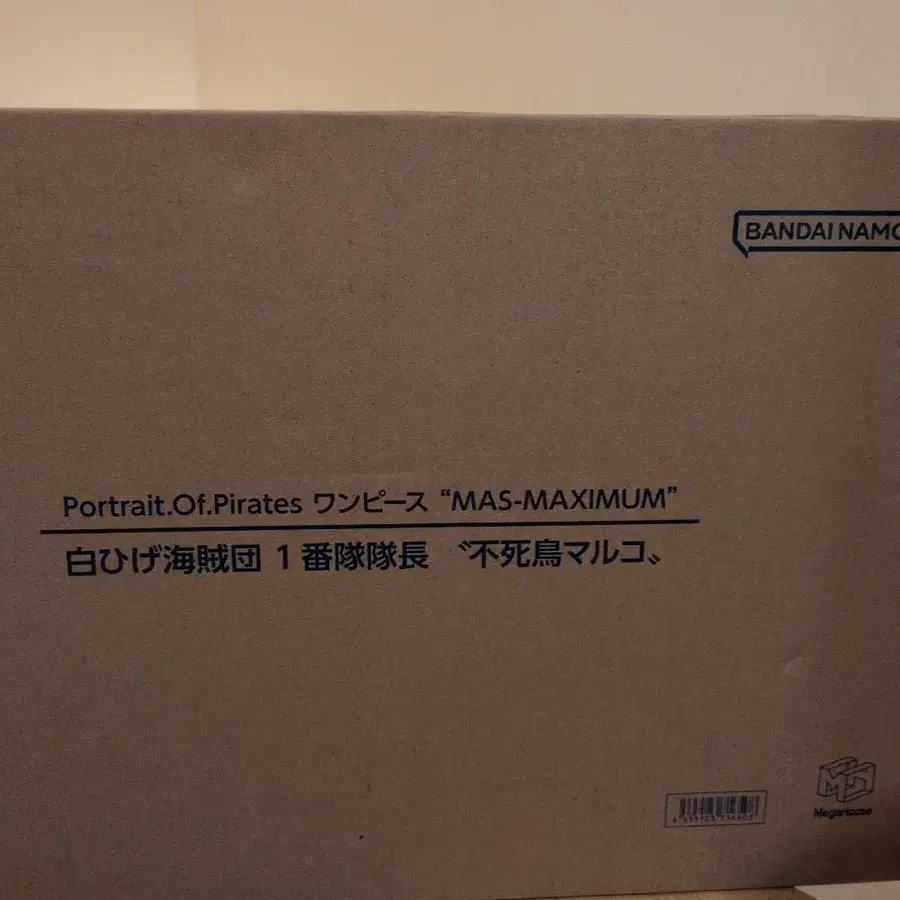 BANDAI NAMC
Portrait.Of.Pirates ワンピース “MAS-MAXIMUM”
白ひげ海賊団 1番隊隊長 〝不死鳥マルコ〟
MegaHouse